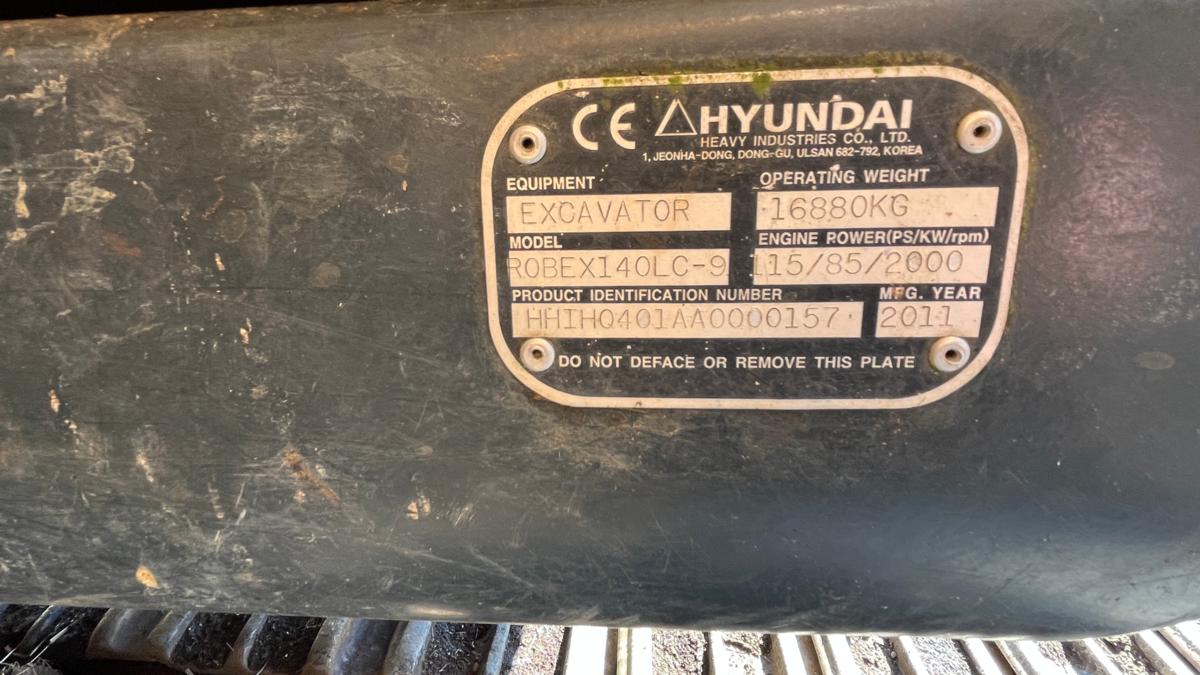 CE HYUNDAI
HEAVY INDUSTRIES CO., LTD.
1, JEONHA-DONG, DONG-GU, ULSAN 682-792, KOREA
EQUIPMENT OPERATING WEIGHT
EXCAVATOR 16880KG
MODEL ENGINE POWER(PS/KW/rpm)
ROBEX140LC-9 115/85/2000
PRODUCT IDENTIFICATION NUMBER MFG. YEAR
HHIHQ401AA0000157 2011
DO NOT DEFACE OR REMOVE THIS PLATE